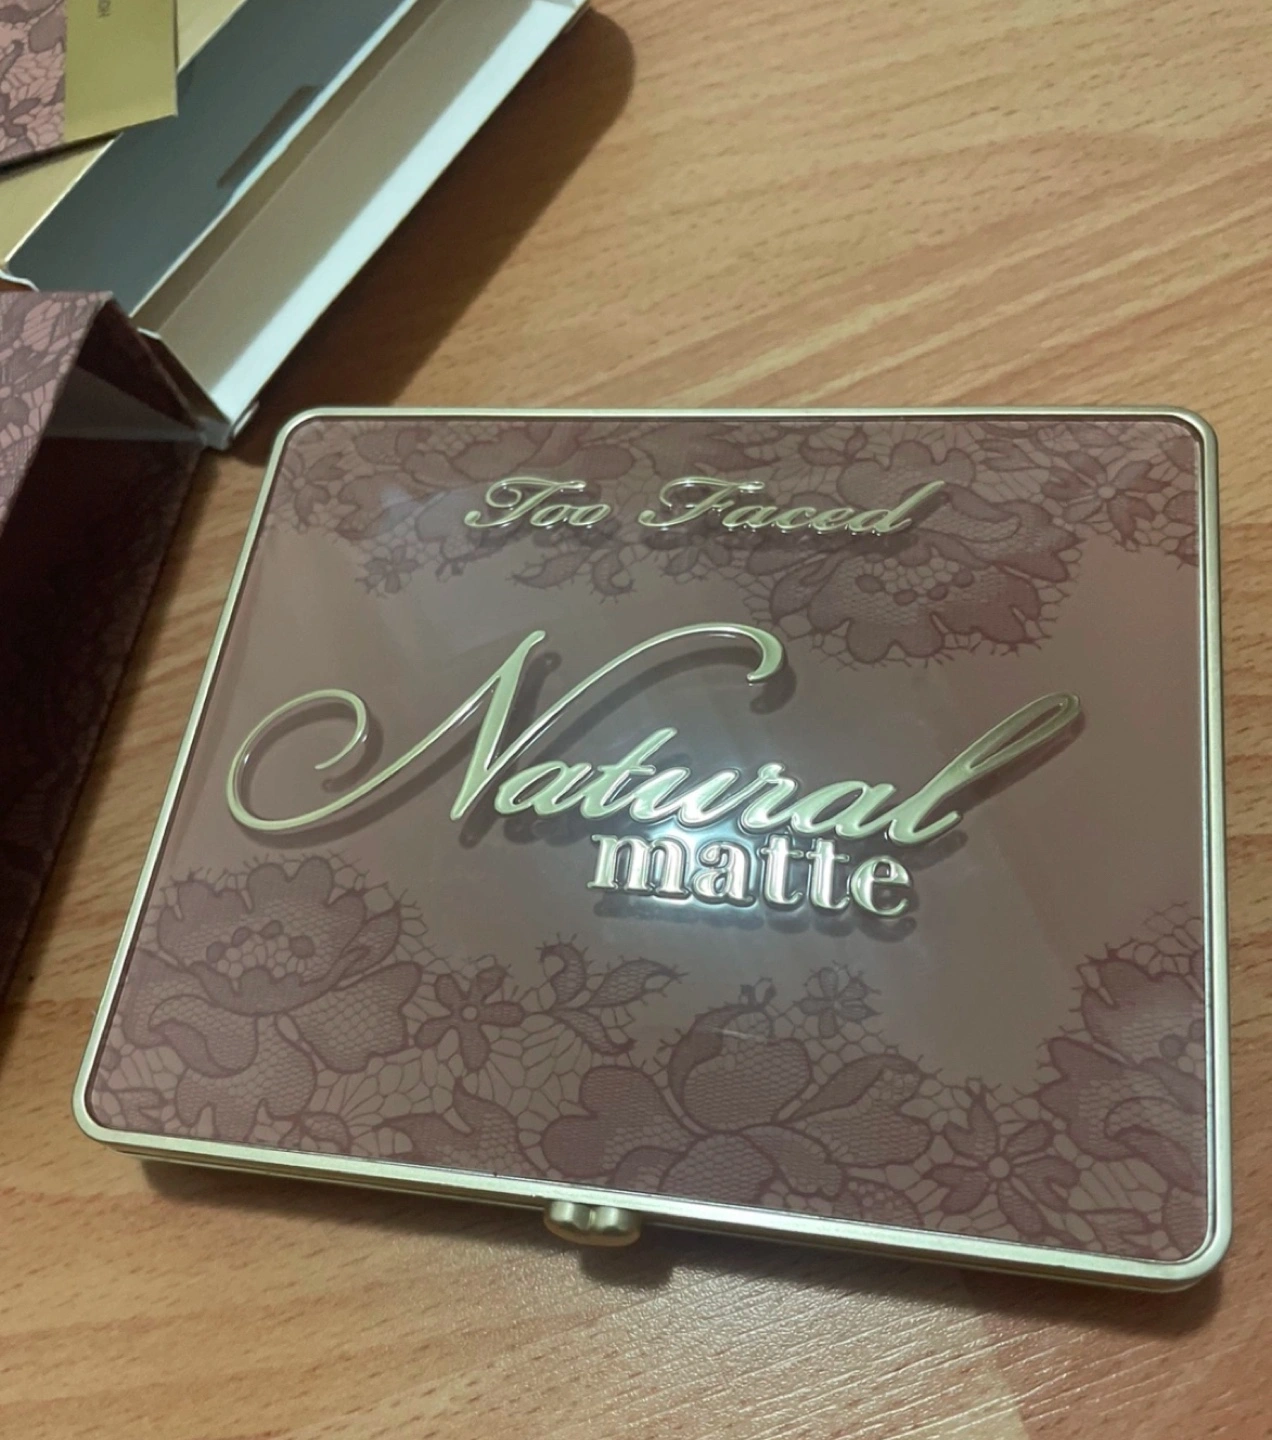 Too Faced
Natural
matte